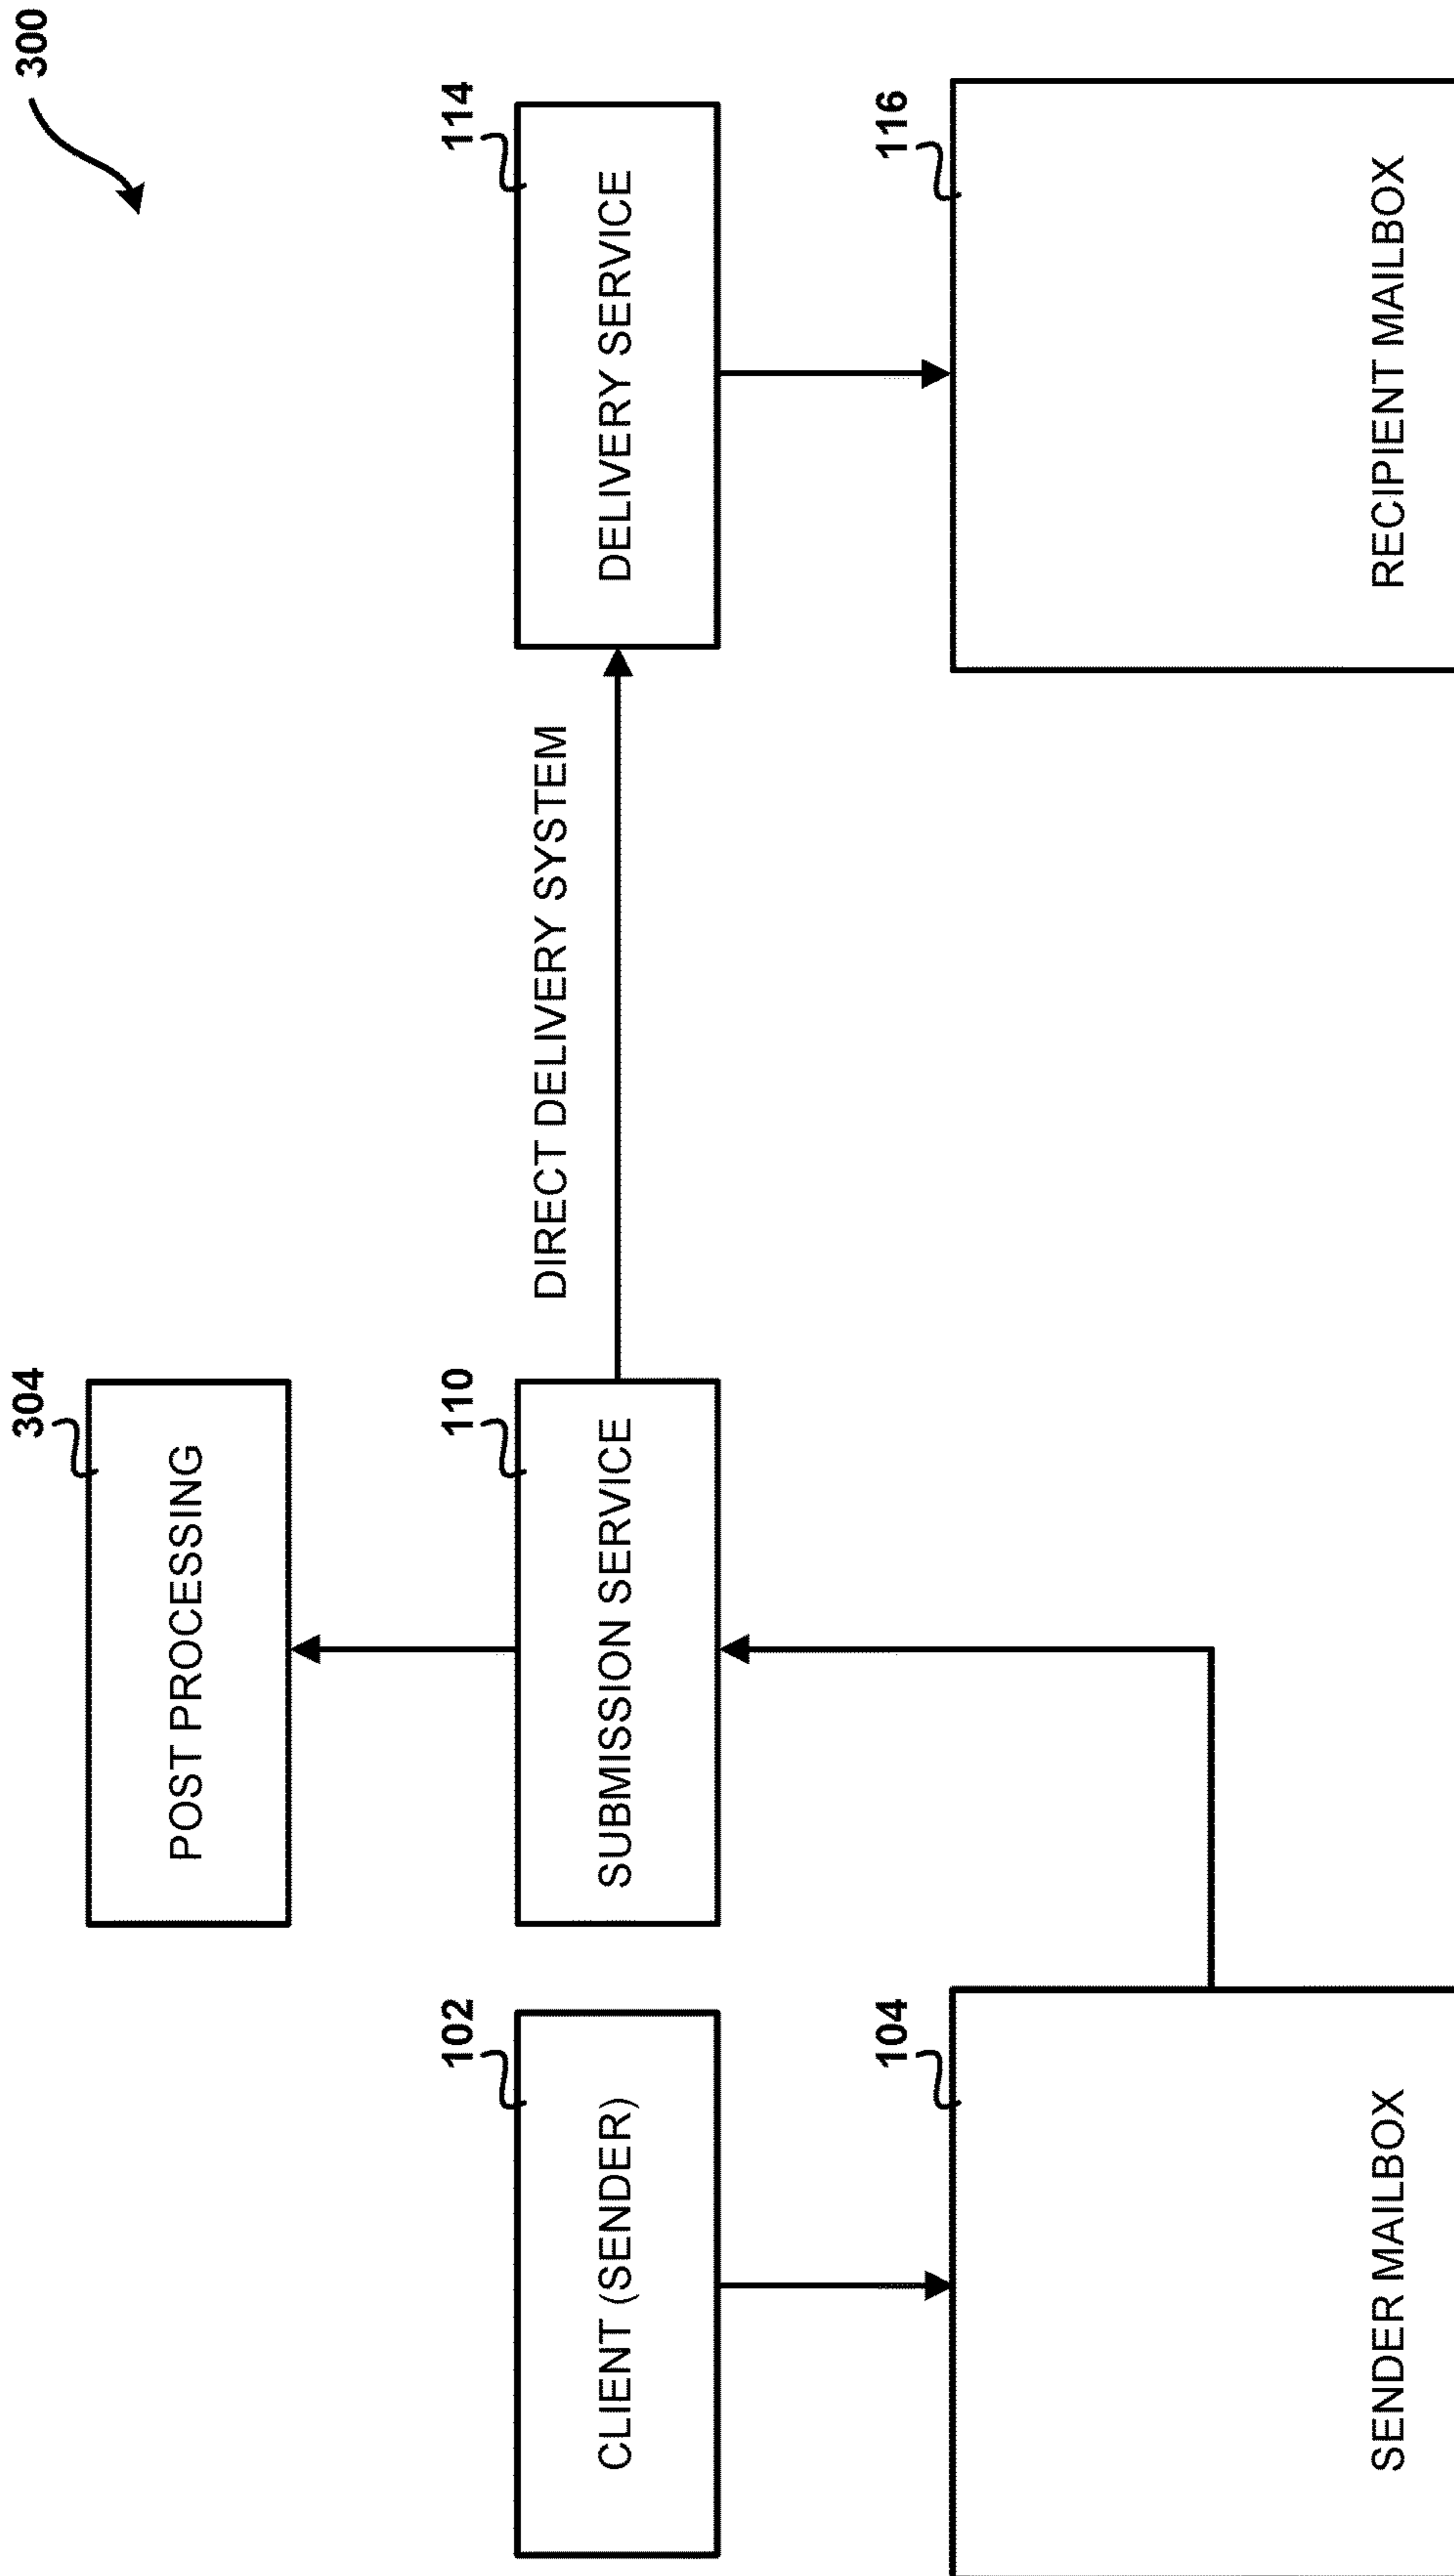 300
304
POST PROCESSING
102
CLIENT (SENDER)
110
SUBMISSION SERVICE
DIRECT DELIVERY SYSTEM
114
DELIVERY SERVICE
104
SENDER MAILBOX
116
RECIPIENT MAILBOX